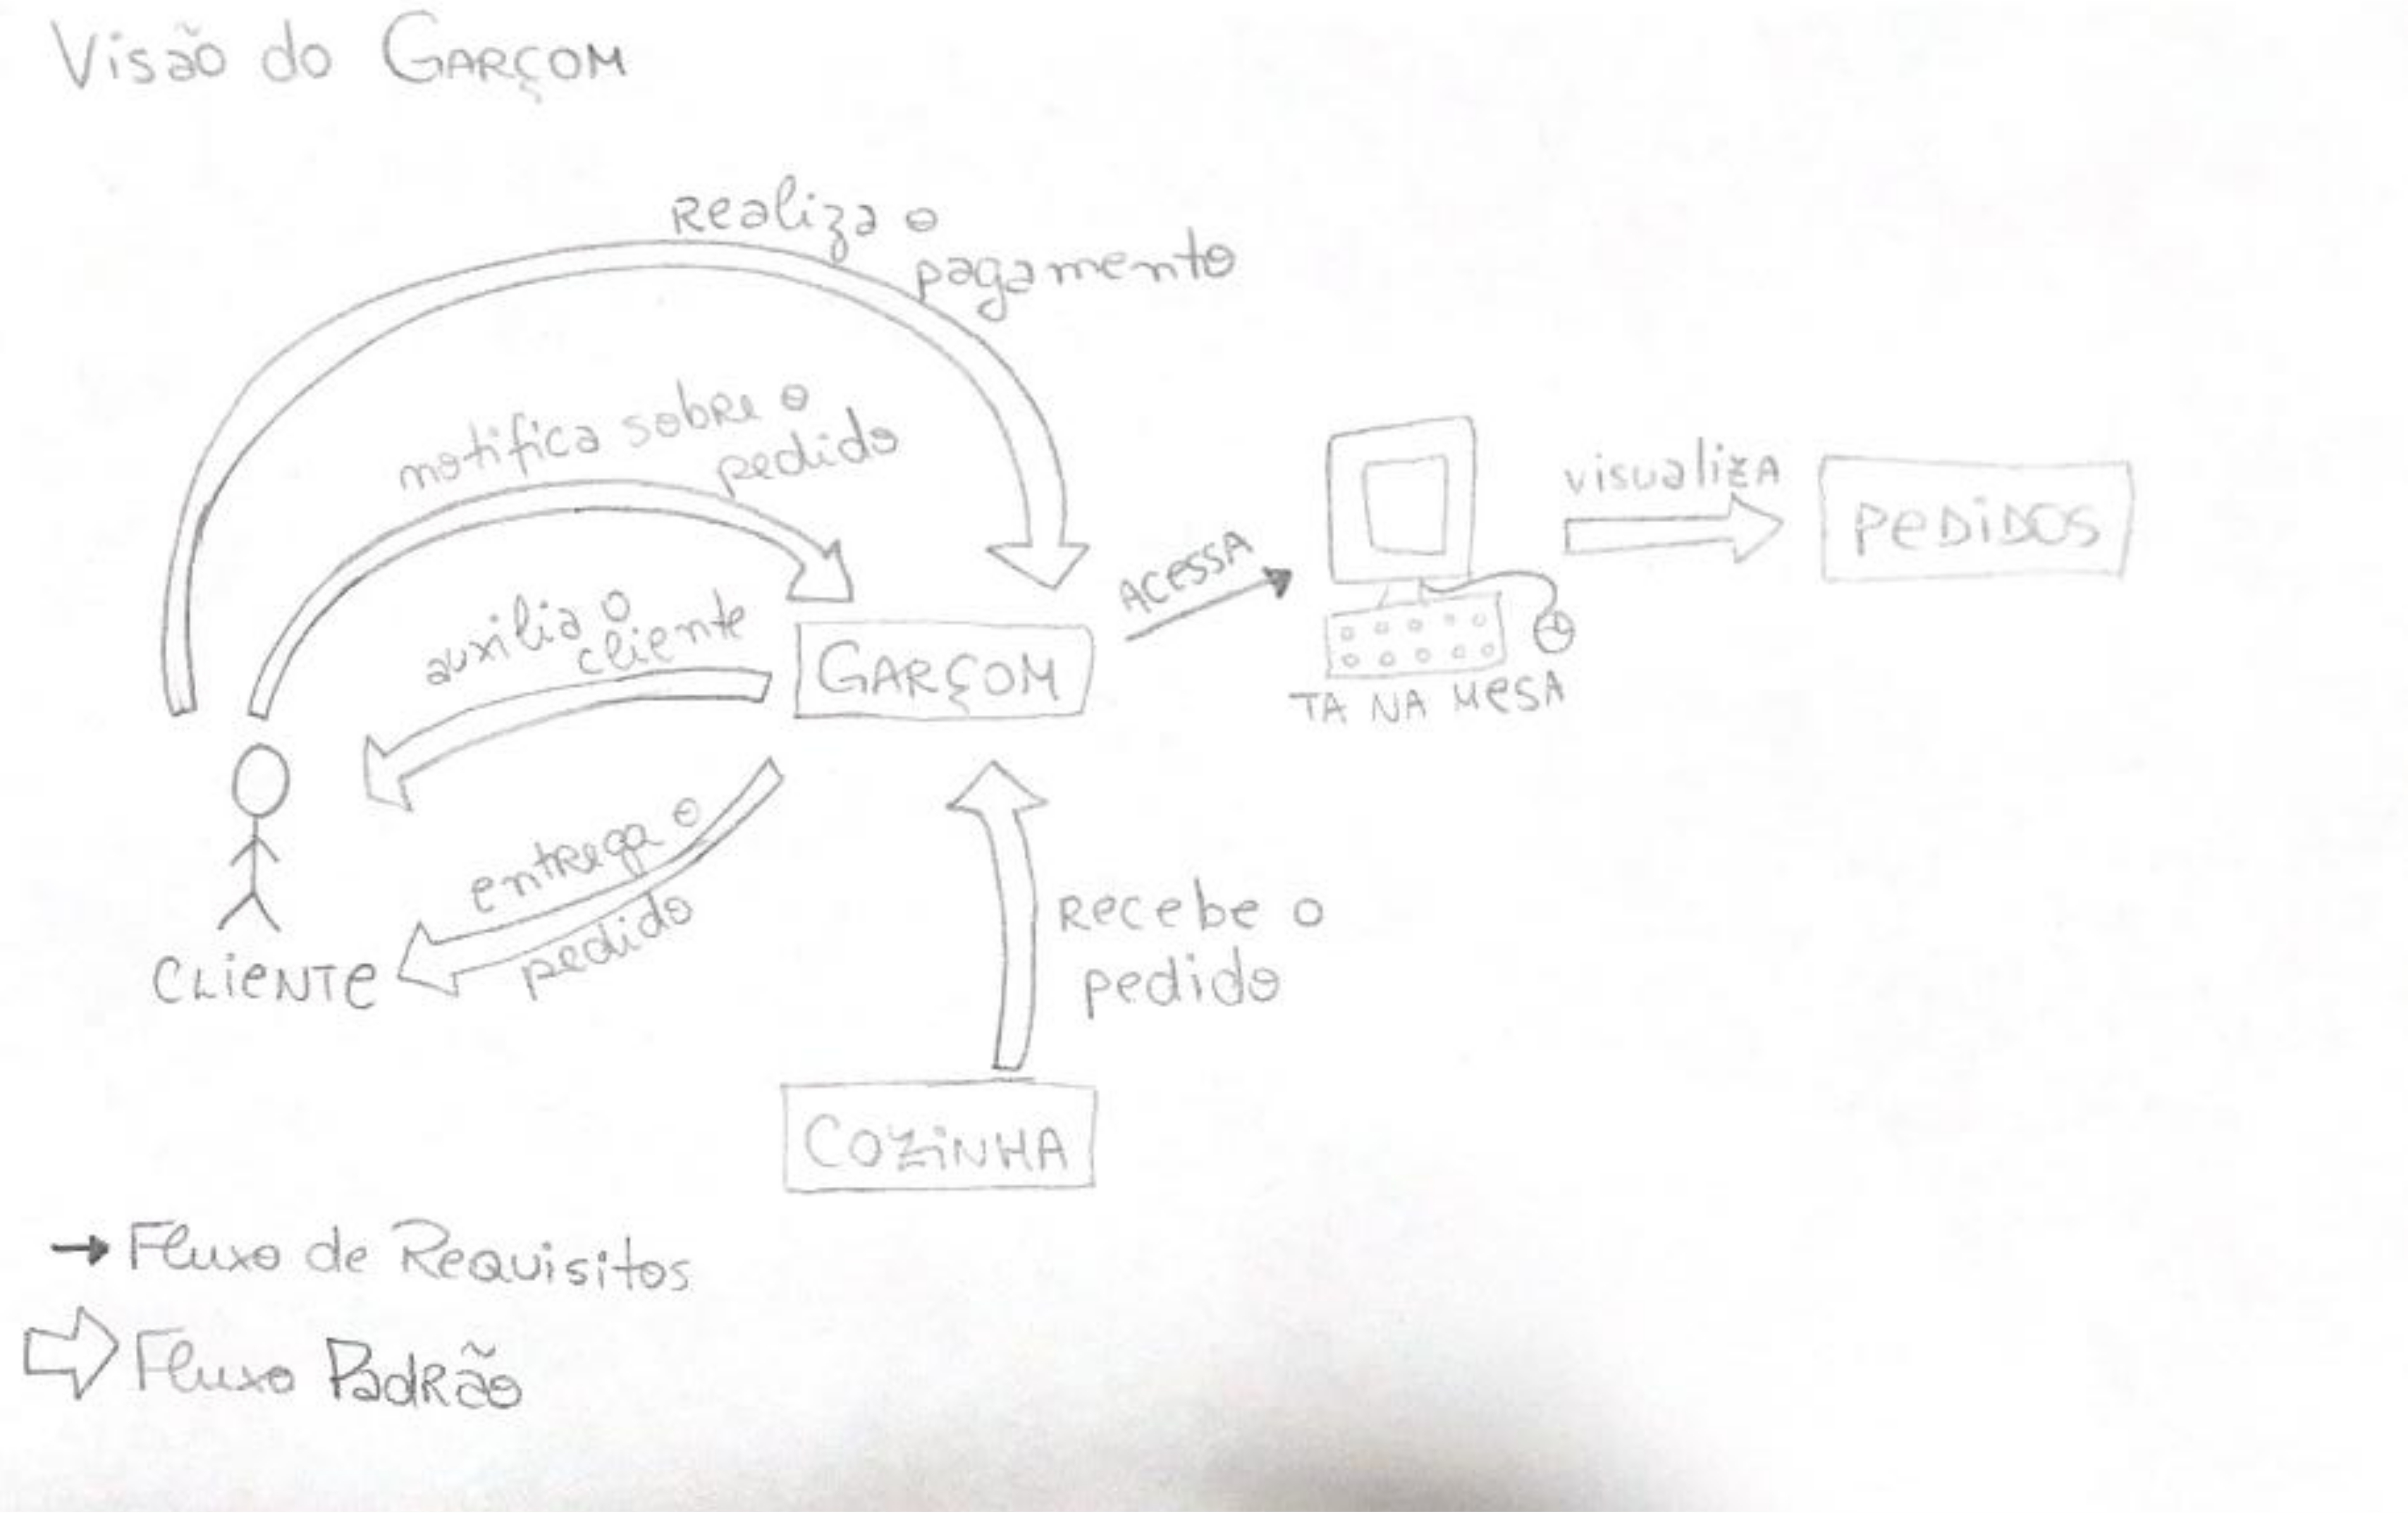 Visão do GARÇOM
Realiza o
pagamento
notifica sobre o
pedido
auxilia o
cliente
entrega o
pedido
CLIENTE
GARÇOM
ACESSA
TA NA MESA
visualiza
PEDIDOS
Recebe o
pedido
COZINHA
Fluxo de Requisitos
Fluxo Padrão